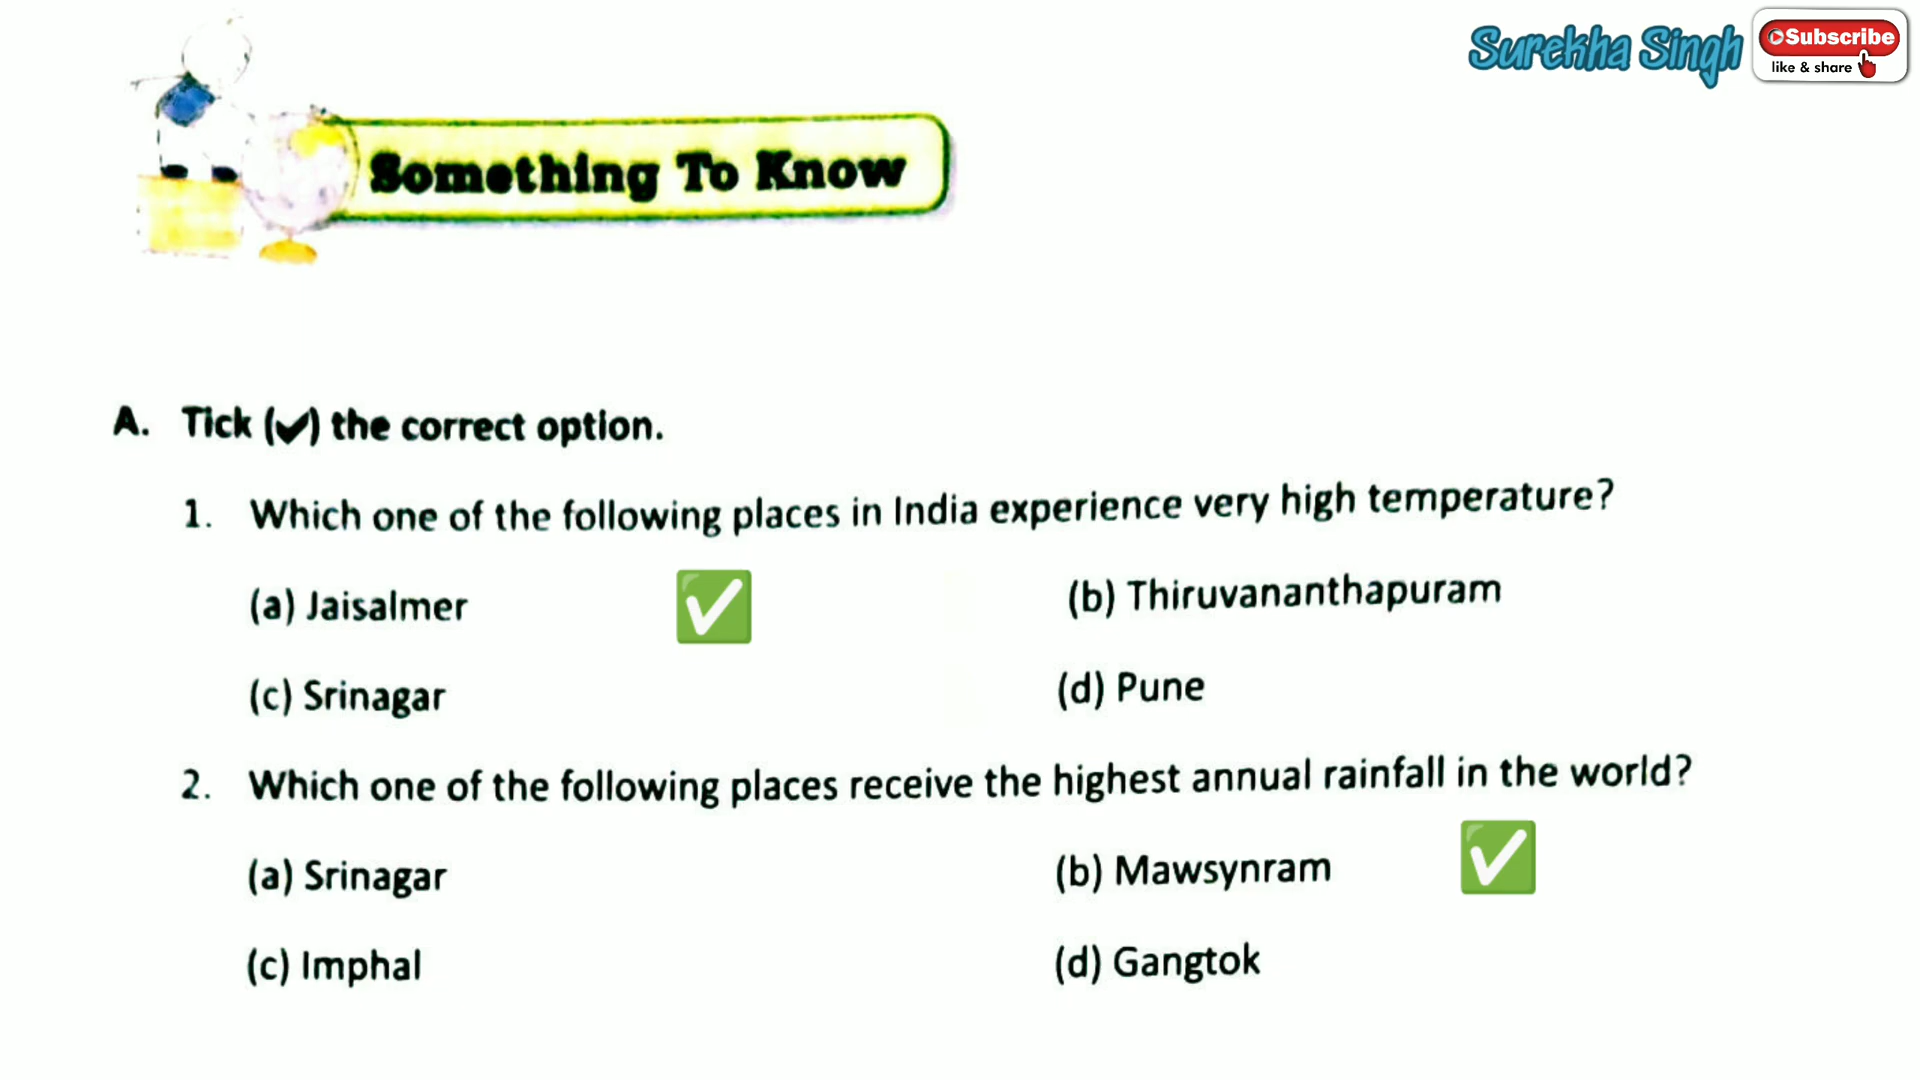 Surekha Singh
Subscribe
like & share
Something To Know
A. Tick (✔) the correct option.
1. Which one of the following places in India experience very high temperature?
(a) Jaisalmer ✅ (b) Thiruvananthapuram
(c) Srinagar (d) Pune
2. Which one of the following places receive the highest annual rainfall in the world?
(a) Srinagar (b) Mawsynram ✅
(c) Imphal (d) Gangtok